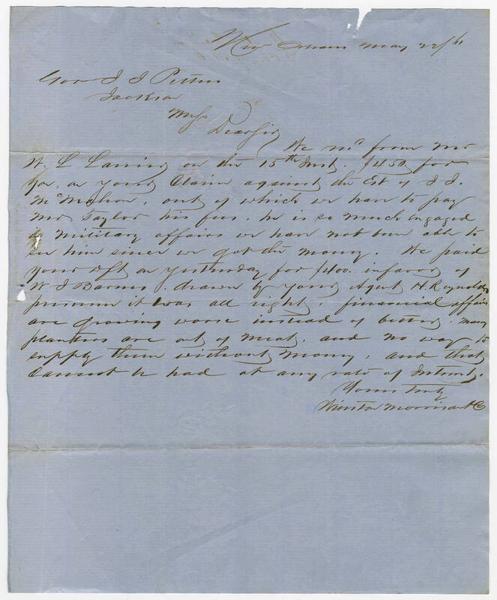 New Orleans May 22/61
Gov J J Pettus
Jackson
Miss
Dear Sir
We rec'd from Mr
W. L. Lansing on the 15th Inst. $450 for
you, on your Claim against the Est of J J.
McMahon, out of which we have to pay
Mr Taylor his fees. he is so much engaged
in Military affairs we have not been able to
see him since we got the money. We paid
your dft on yesterday for $100. in favor of
W J Barnes, drawn by your Agent H Reynolds
presume it was all right, financial affairs
are growing worse instead of better, many
planters are out of meat, and no way to
supply them without money, and that
Cannot be had at any rate of Interest,
Yours truly
Winston Morrison & Co